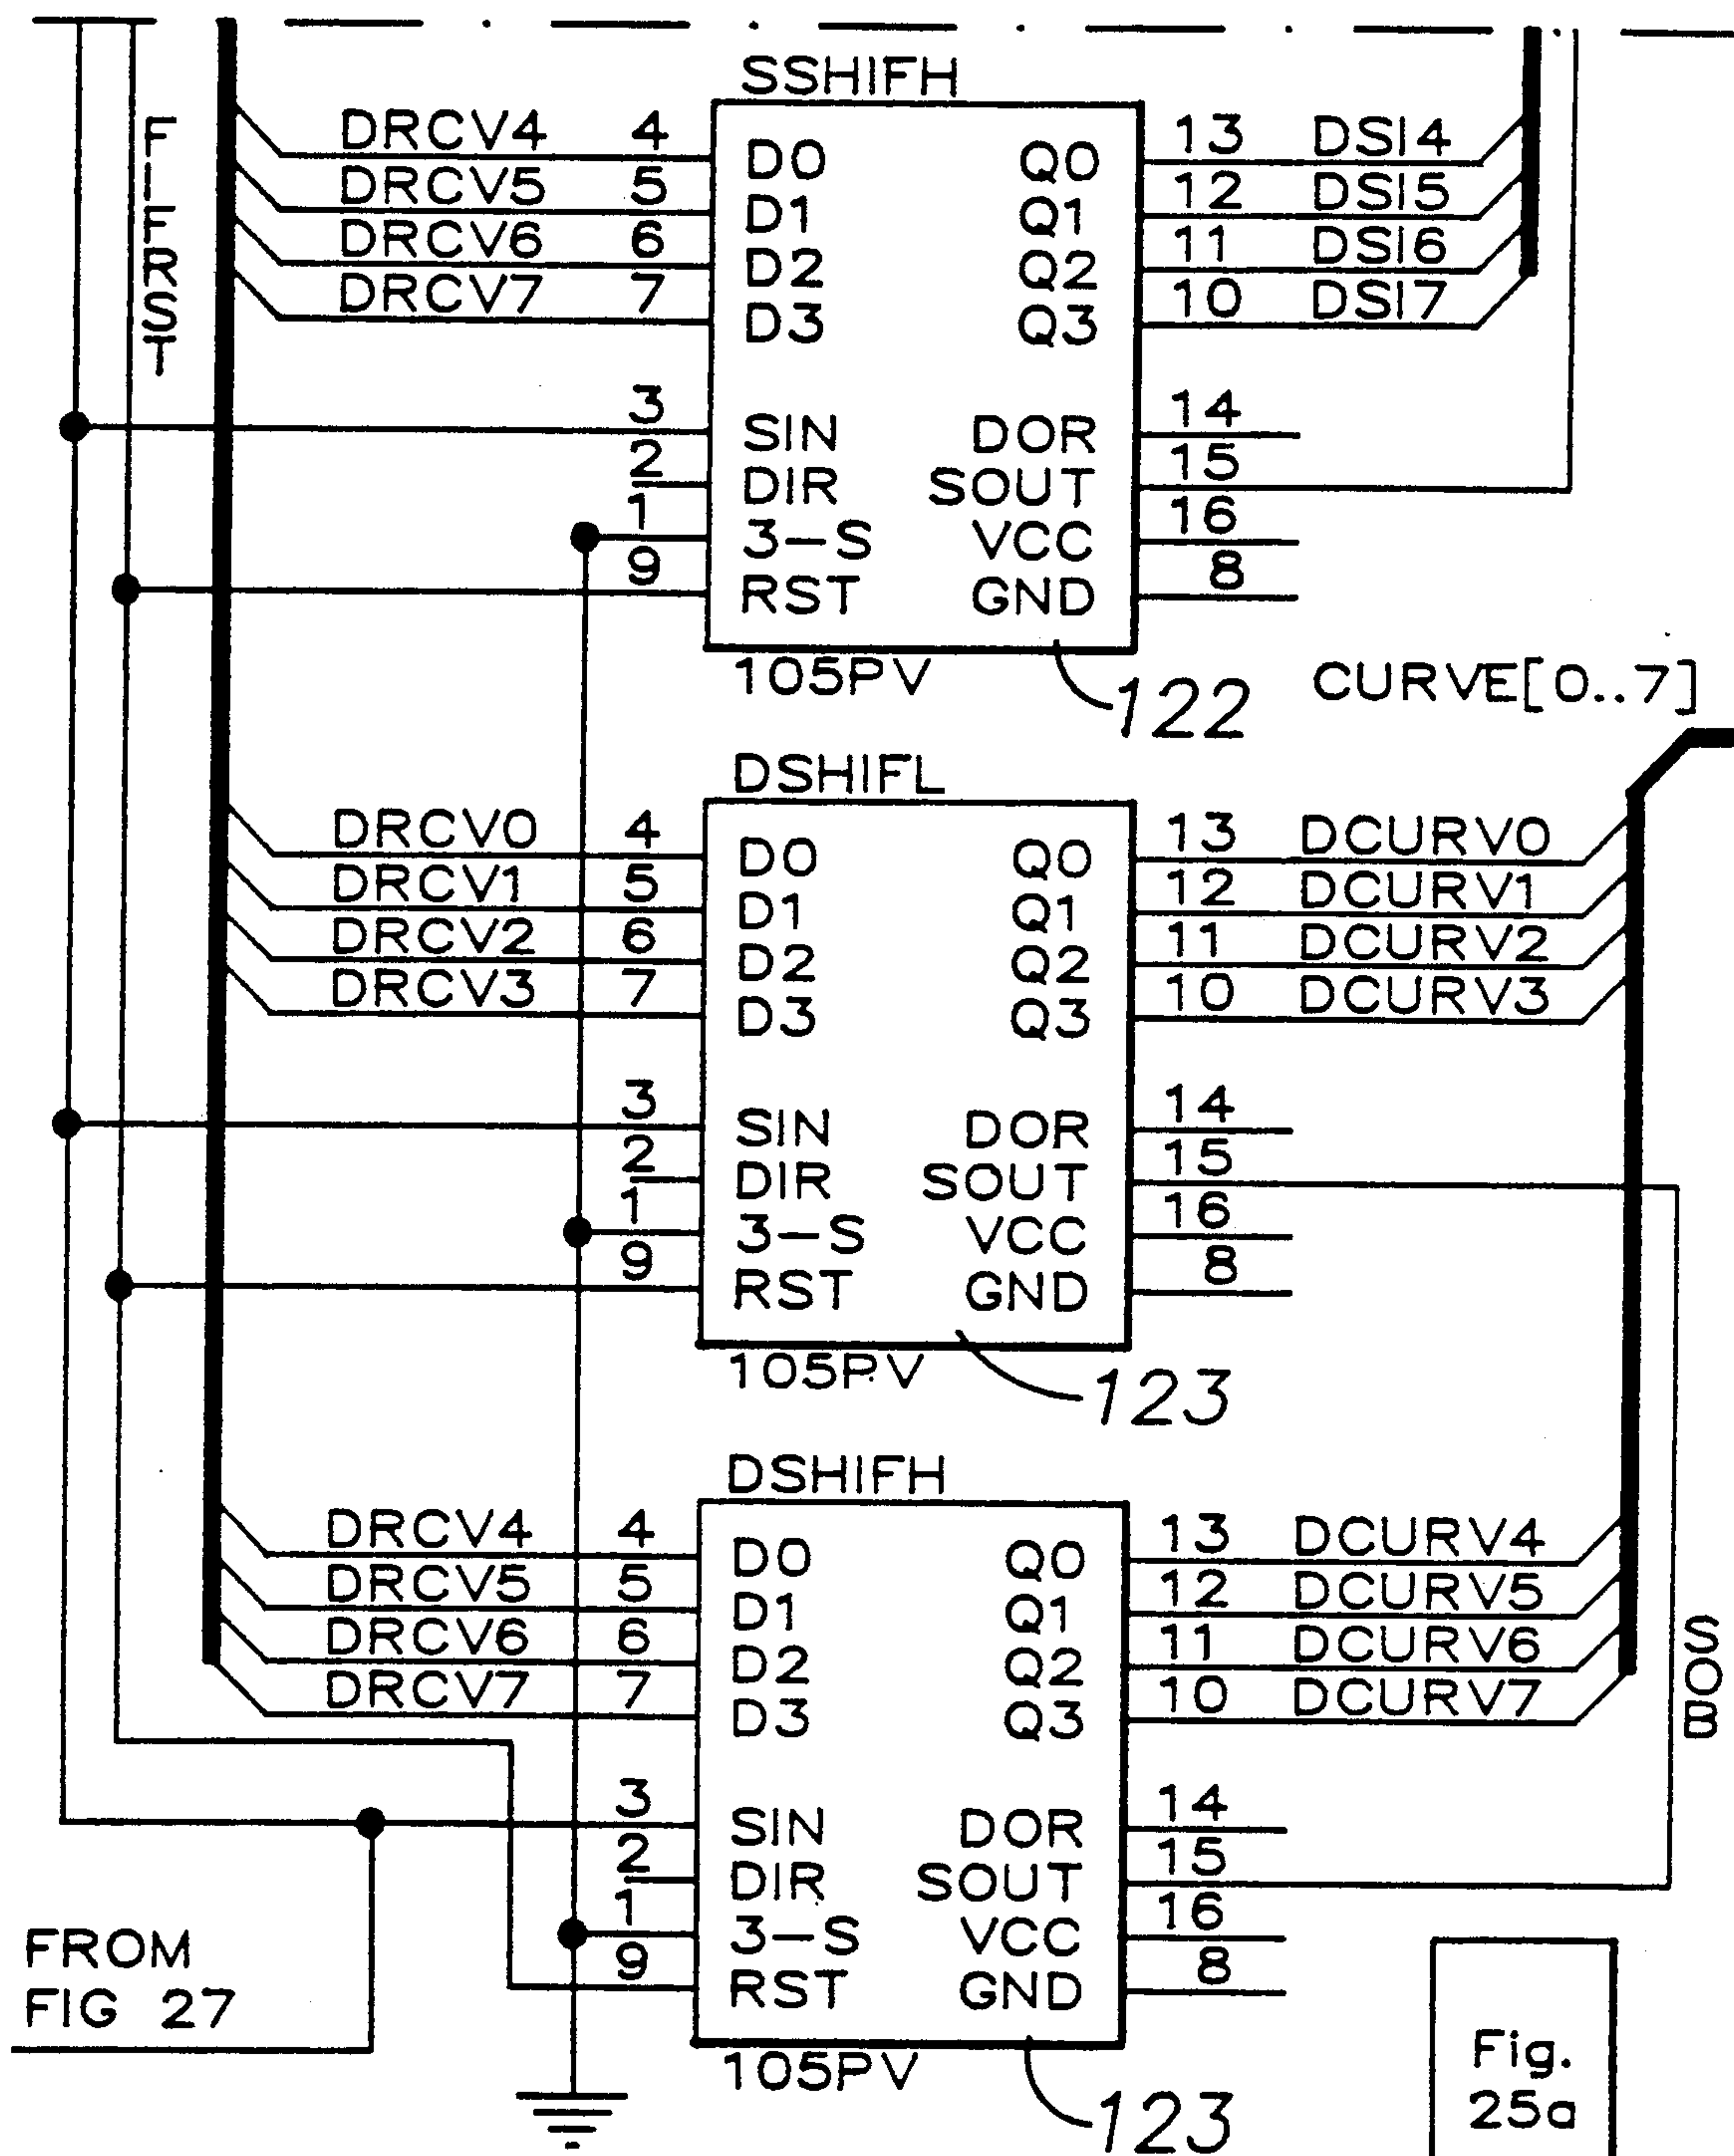 SSHIFH
FIFRST
DRCV4 4 D0 Q0 13 DSI4
DRCV5 5 D1 Q1 12 DSI5
DRCV6 6 D2 Q2 11 DSI6
DRCV7 7 D3 Q3 10 DSI7
3 SIN DOR 14
2 DIR SOUT 15
1 3-S VCC 16
9 RST GND 8
105PV
122
CURVE[0..7]
DSHIFL
DRCV0 4 D0 Q0 13 DCURV0
DRCV1 5 D1 Q1 12 DCURV1
DRCV2 6 D2 Q2 11 DCURV2
DRCV3 7 D3 Q3 10 DCURV3
3 SIN DOR 14
2 DIR SOUT 15
1 3-S VCC 16
9 RST GND 8
105PV
123
DSHIFH
DRCV4 4 D0 Q0 13 DCURV4
DRCV5 5 D1 Q1 12 DCURV5
DRCV6 6 D2 Q2 11 DCURV6
DRCV7 7 D3 Q3 10 DCURV7
SOB
3 SIN DOR 14
2 DIR SOUT 15
1 3-S VCC 16
9 RST GND 8
105PV
123
FROM
FIG 27
Fig.
25a